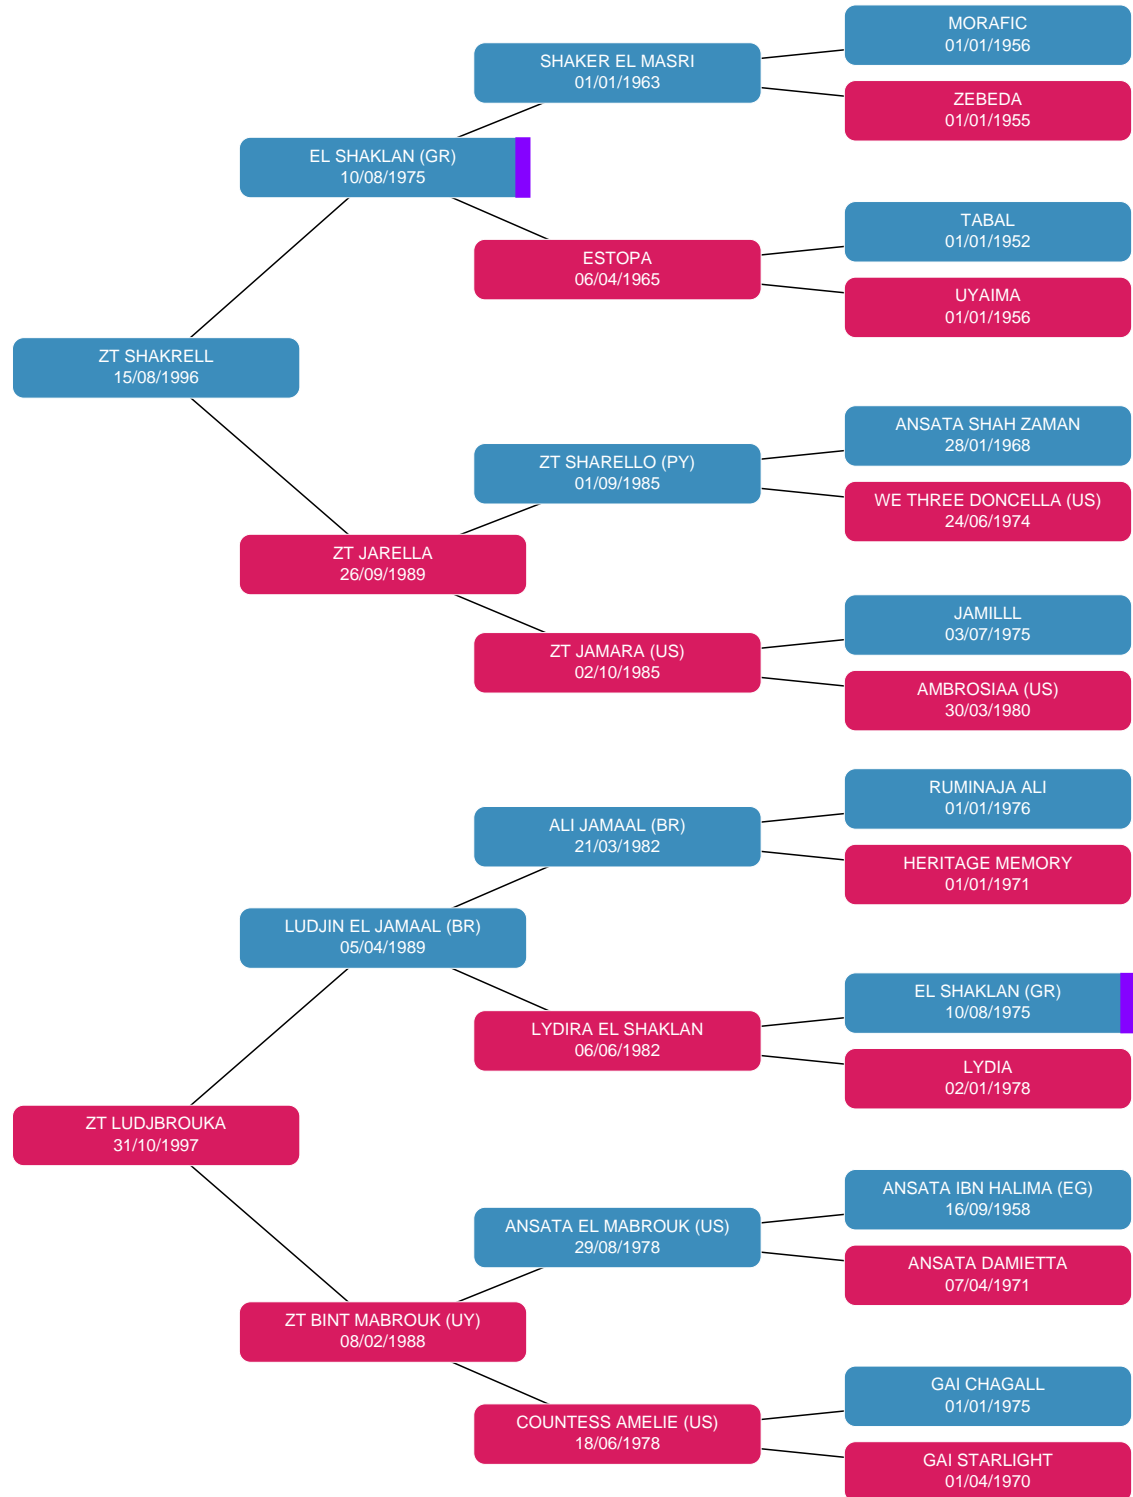 MORAFIC
01/01/1956
SHAKER EL MASRI
01/01/1963
ZEBEDA
01/01/1955
EL SHAKLAN (GR)
10/08/1975
TABAL
01/01/1952
ESTOPA
06/04/1965
UYAIMA
01/01/1956
ZT SHAKRELL
15/08/1996
ANSATA SHAH ZAMAN
28/01/1968
ZT SHARELLO (PY)
01/09/1985
WE THREE DONCELLA (US)
24/06/1974
ZT JARELLA
26/09/1989
JAMILLL
03/07/1975
ZT JAMARA (US)
02/10/1985
AMBROSIAA (US)
30/03/1980
RUMINAJA ALI
01/01/1976
ALI JAMAAL (BR)
21/03/1982
HERITAGE MEMORY
01/01/1971
LUDJIN EL JAMAAL (BR)
05/04/1989
EL SHAKLAN (GR)
10/08/1975
LYDIRA EL SHAKLAN
06/06/1982
LYDIA
02/01/1978
ZT LUDJBROUKA
31/10/1997
ANSATA IBN HALIMA (EG)
16/09/1958
ANSATA EL MABROUK (US)
29/08/1978
ANSATA DAMIETTA
07/04/1971
ZT BINT MABROUK (UY)
08/02/1988
GAI CHAGALL
01/01/1975
COUNTESS AMELIE (US)
18/06/1978
GAI STARLIGHT
01/04/1970